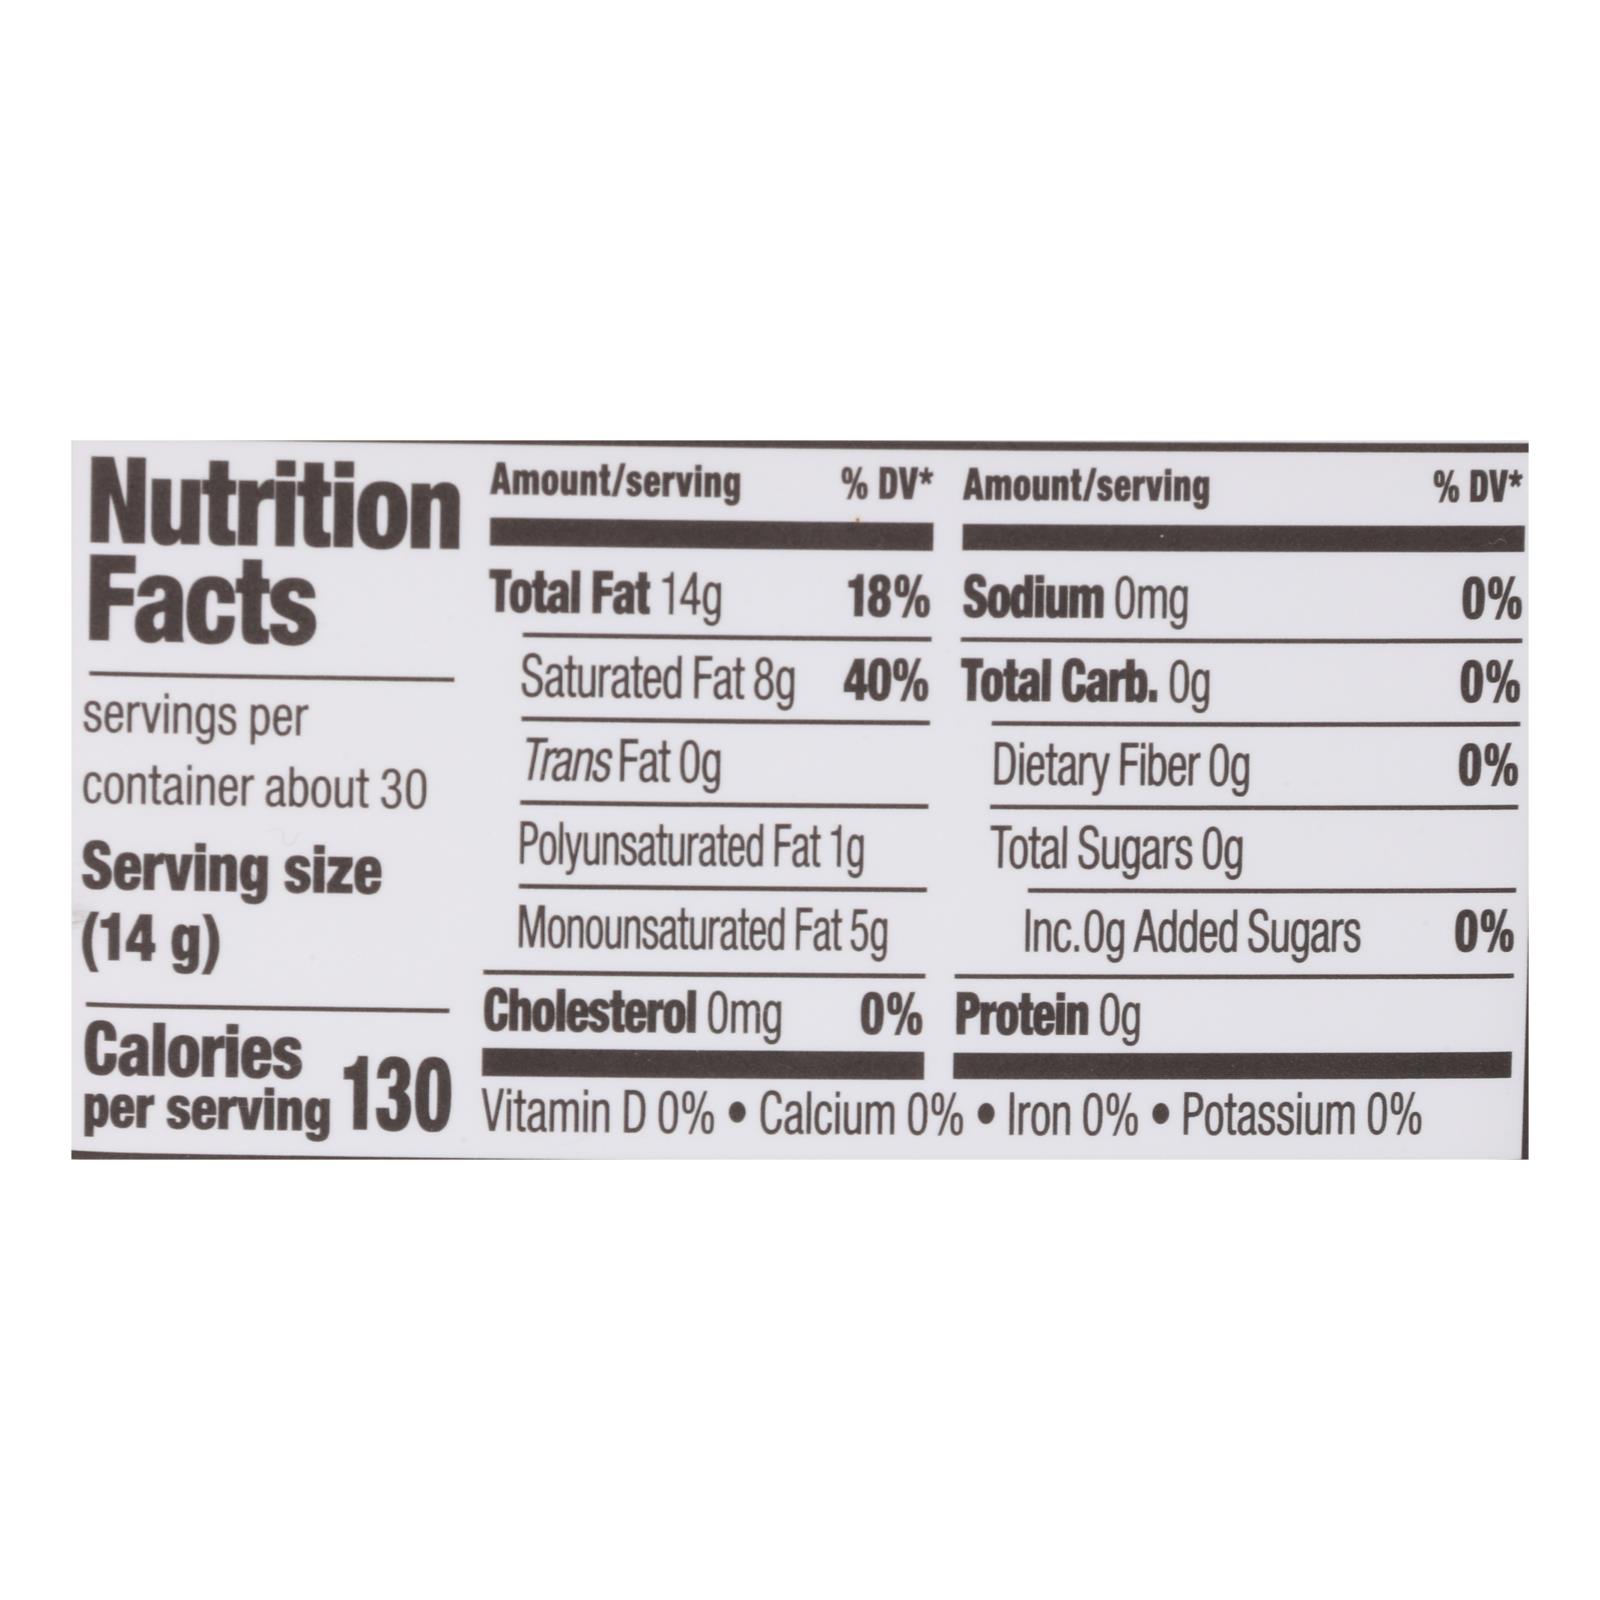 Nutrition
Facts
servings per
container about 30
Serving size
(14 g)
Calories
per serving 130
Amount/serving % DV*
Total Fat 14g 18%
Saturated Fat 8g 40%
Trans Fat 0g
Polyunsaturated Fat 1g
Monounsaturated Fat 5g
Cholesterol 0mg 0%
Amount/serving % DV*
Sodium 0mg 0%
Total Carb. 0g 0%
Dietary Fiber 0g 0%
Total Sugars 0g
Inc.0g Added Sugars 0%
Protein 0g
Vitamin D 0% • Calcium 0% • Iron 0% • Potassium 0%